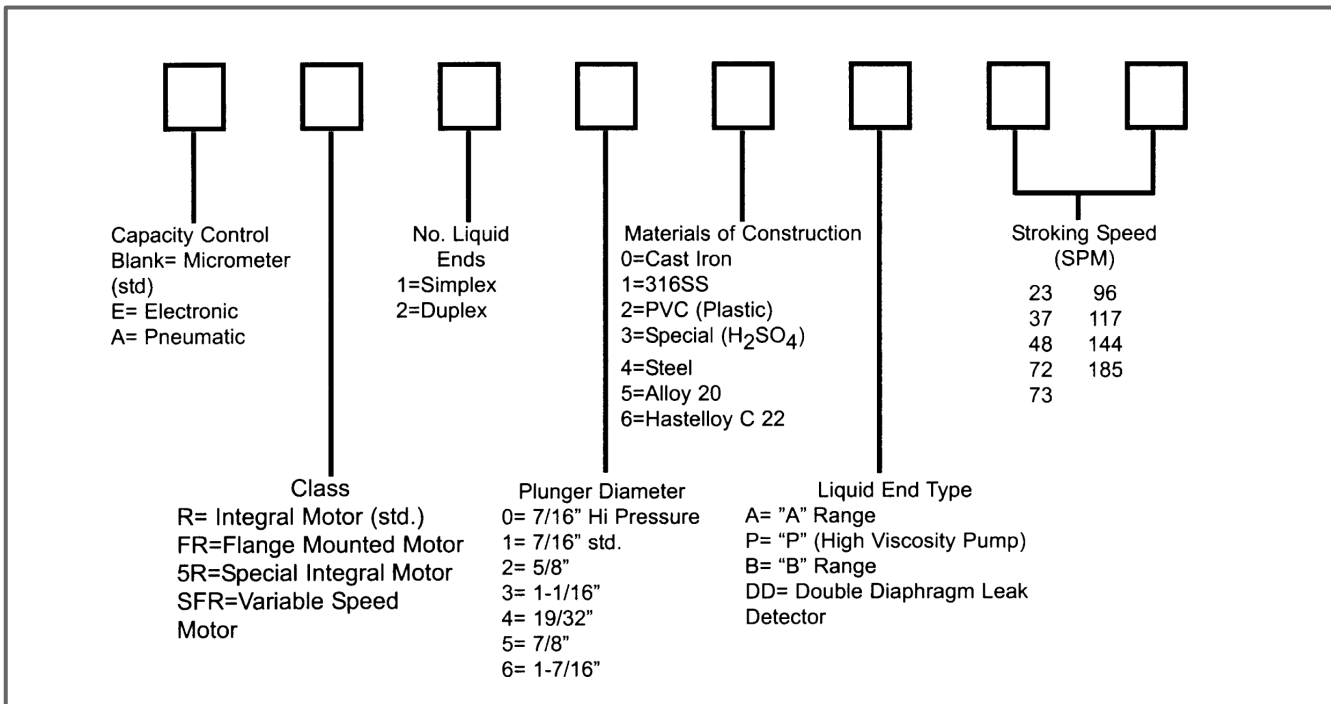 Capacity Control
Blank= Micrometer
(std)
E= Electronic
A= Pneumatic
No. Liquid
Ends
1=Simplex
2=Duplex
Materials of Construction
0=Cast Iron
1=316SS
2=PVC (Plastic)
3=Special (H₂SO₄)
4=Steel
5=Alloy 20
6=Hastelloy C 22
Stroking Speed
(SPM)
23 96
37 117
48 144
72 185
73
Class
R= Integral Motor (std.)
FR=Flange Mounted Motor
5R=Special Integral Motor
SFR=Variable Speed
Motor
Plunger Diameter
0= 7/16” Hi Pressure
1= 7/16” std.
2= 5/8”
3= 1-1/16”
4= 19/32”
5= 7/8”
6= 1-7/16”
Liquid End Type
A= ”A” Range
P= “P” (High Viscosity Pump)
B= “B” Range
DD= Double Diaphragm Leak
Detector